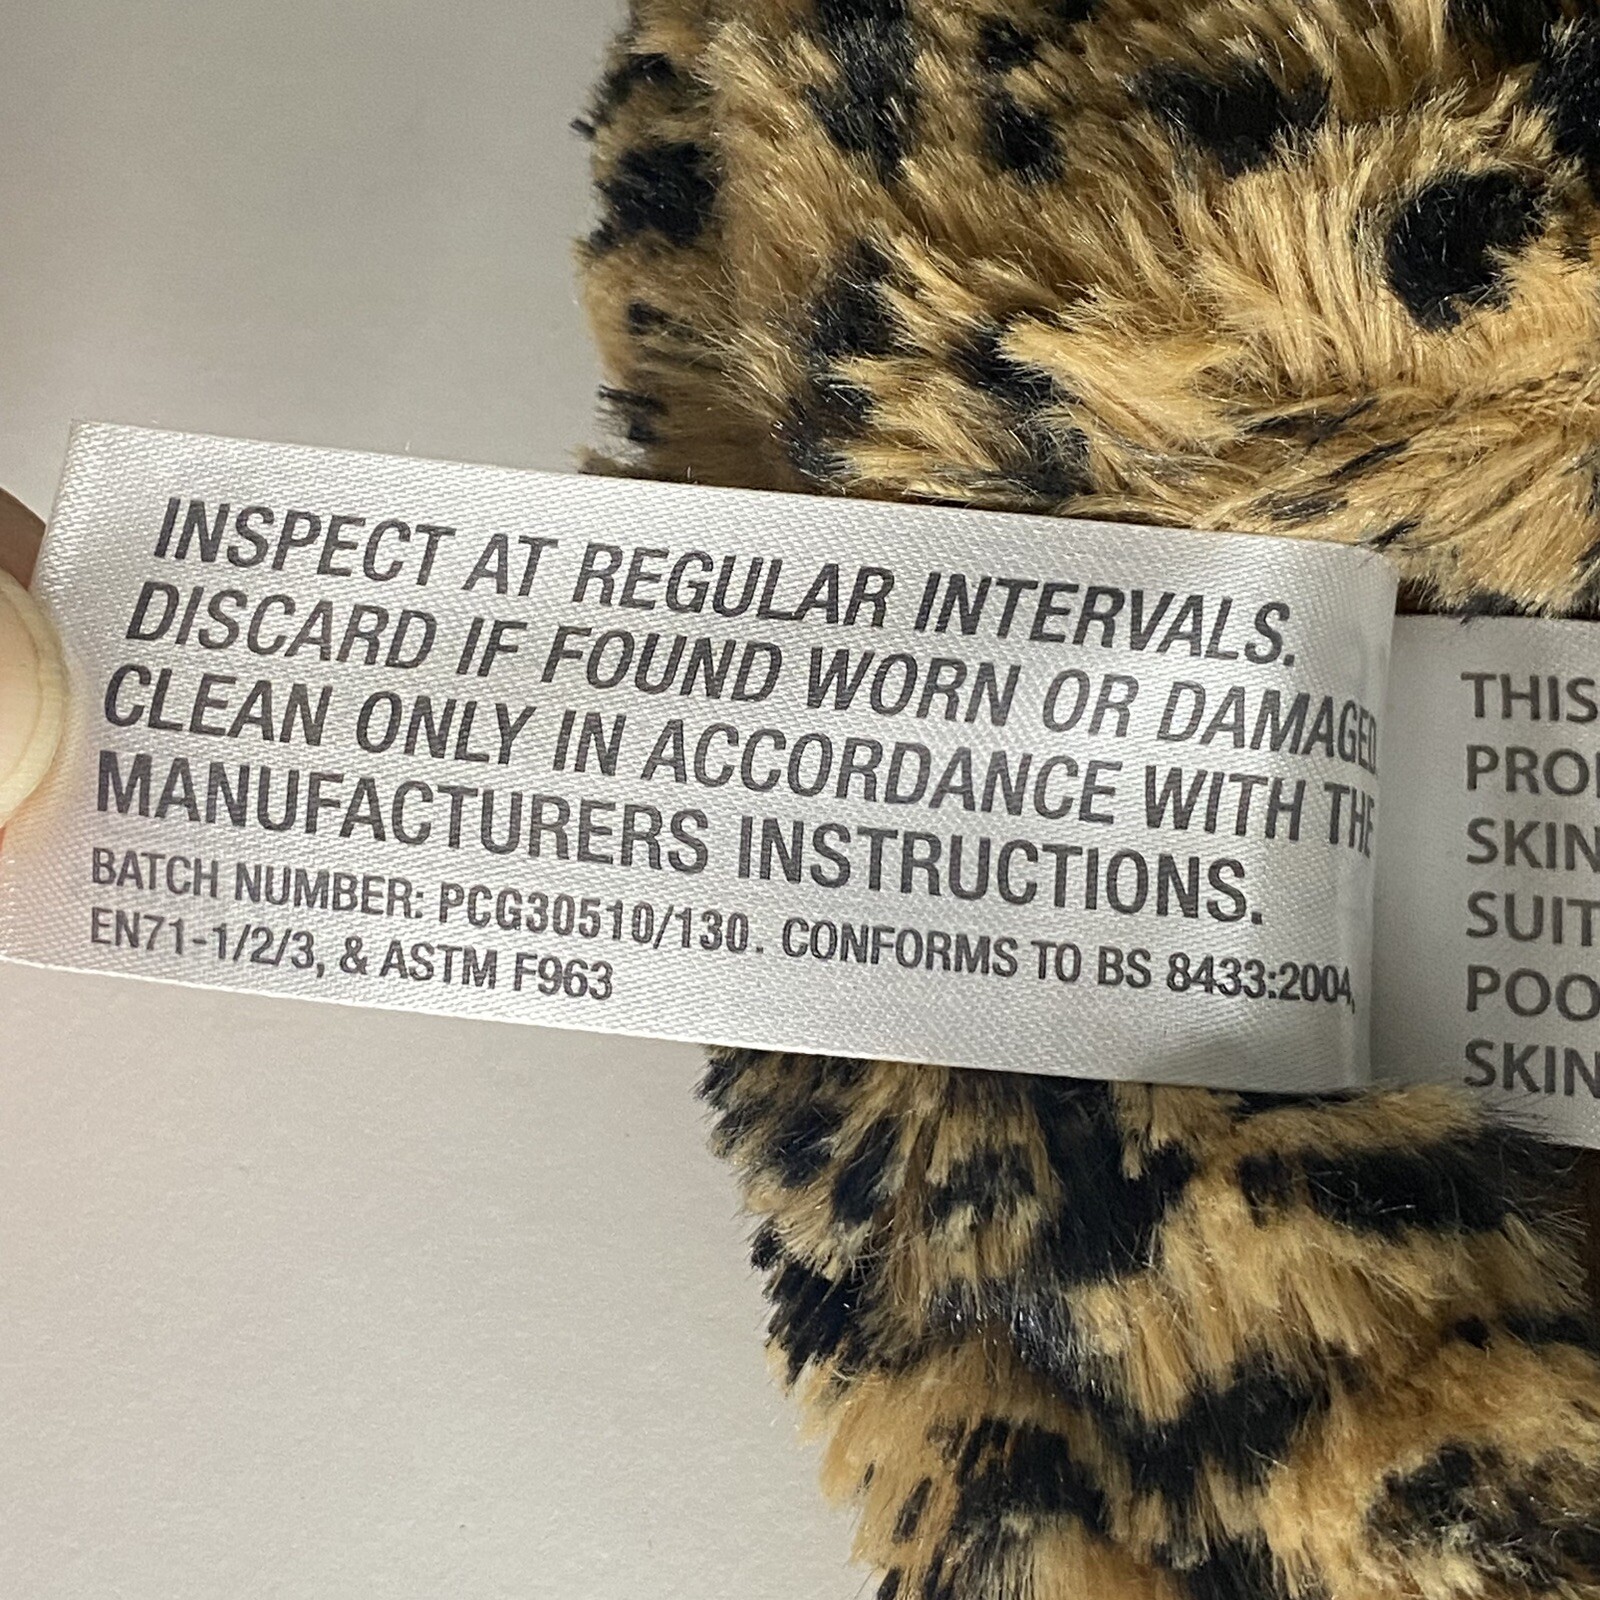 INSPECT AT REGULAR INTERVALS.
DISCARD IF FOUND WORN OR DAMAGED
CLEAN ONLY IN ACCORDANCE WITH THE
MANUFACTURERS INSTRUCTIONS.
BATCH NUMBER: PCG30510/130. CONFORMS TO BS 8433:2004,
EN71-1/2/3, & ASTM F963
THIS
SKIN
SUIT
SKIN